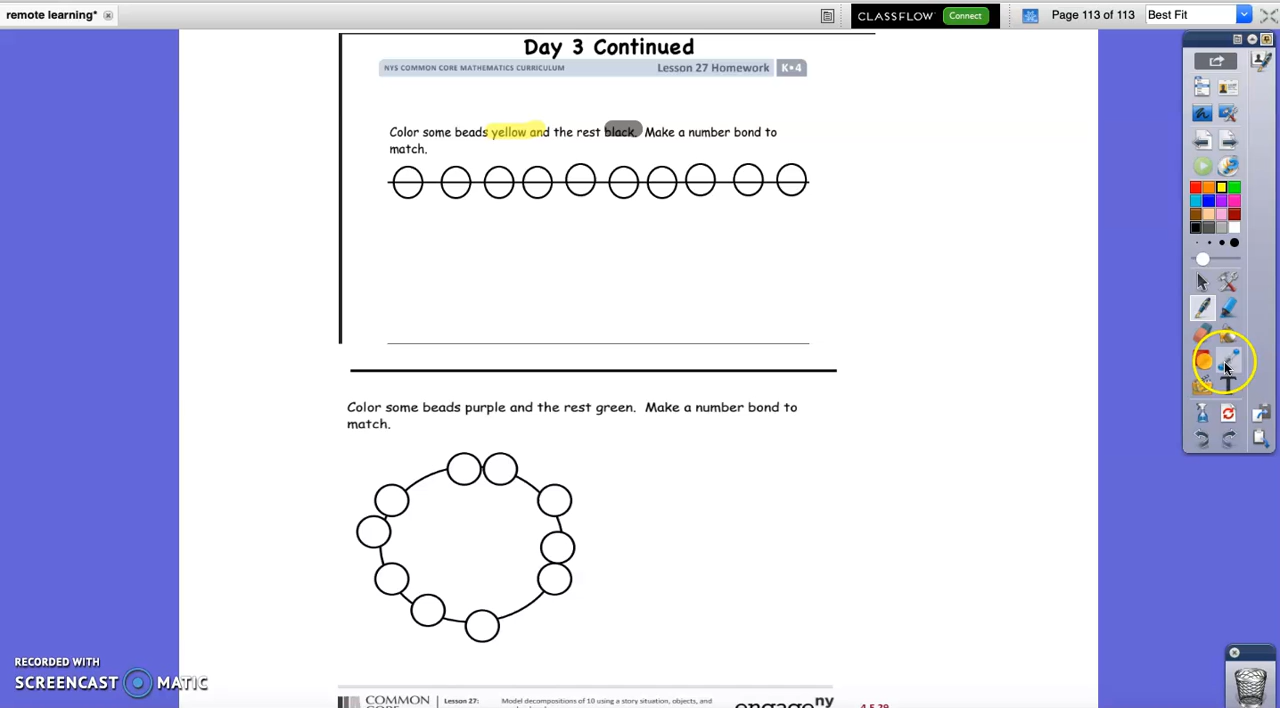 remote learning*
CLASSFLOW Connect
Page 113 of 113
Best Fit
Day 3 Continued
NYS COMMON CORE MATHEMATICS CURRICULUM
Lesson 27 Homework K•4
Color some beads yellow and the rest black. Make a number bond to
match.
Color some beads purple and the rest green. Make a number bond to
match.
T
RECORDED WITH
SCREENCAST MATIC
COMMON
Lesson 27:
Model decompositions of 10 using a story situation, objects, and
engageny